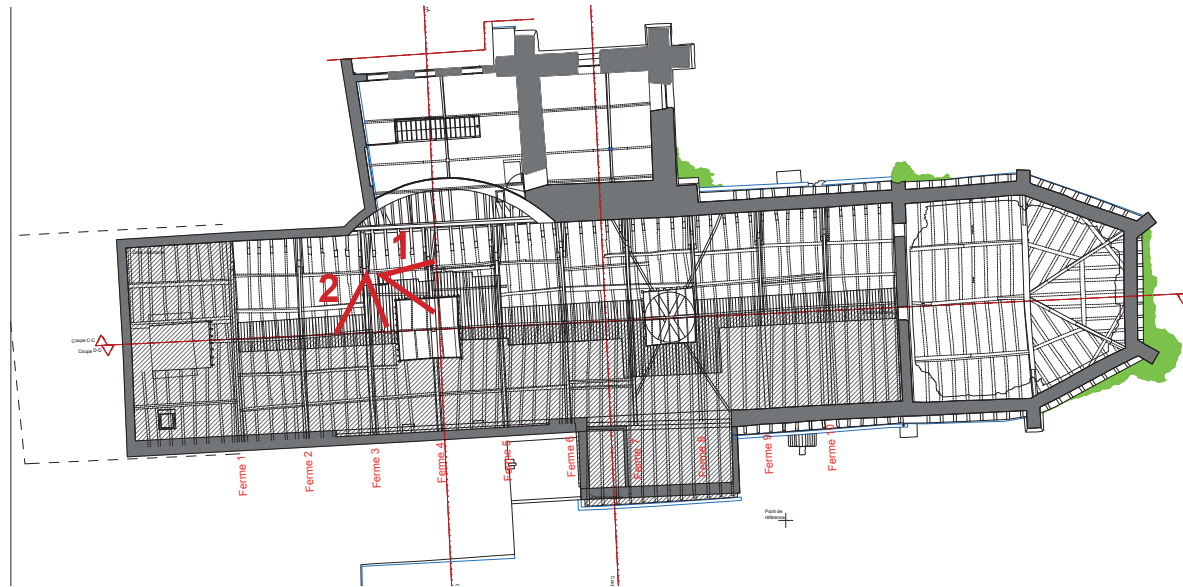 1
2
Coupe C-C
Coupe D-D
Ferme 1
Ferme 2
Ferme 3
Ferme 4
Ferme 5
Ferme 6
Ferme 7
Ferme 8
Ferme 9
Ferme 10
Point de
référence